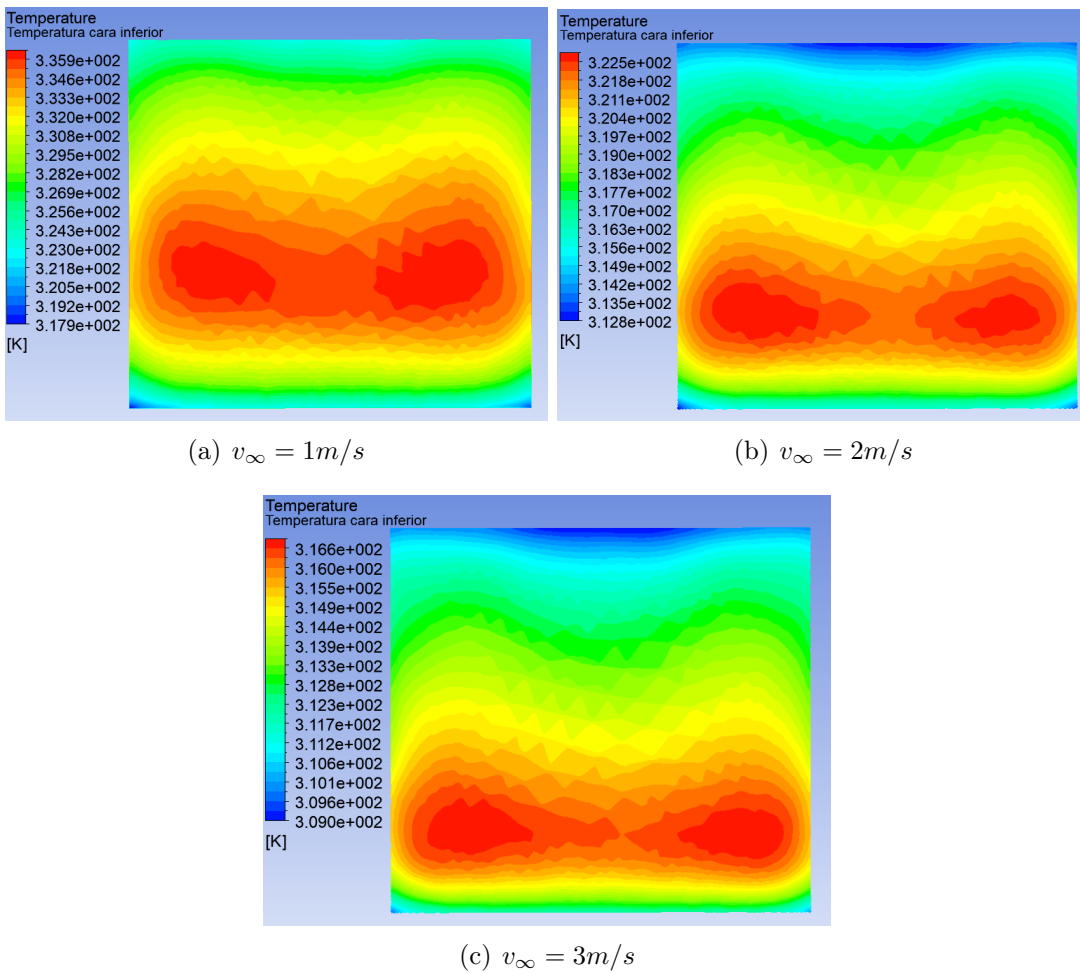 Temperature
Temperatura cara inferior
3.359e+002
3.346e+002
3.333e+002
3.320e+002
3.308e+002
3.295e+002
3.282e+002
3.269e+002
3.256e+002
3.243e+002
3.230e+002
3.218e+002
3.205e+002
3.192e+002
3.179e+002
[K]
(a) v∞ = 1m/s
Temperature
Temperatura cara inferior
3.225e+002
3.218e+002
3.211e+002
3.204e+002
3.197e+002
3.190e+002
3.183e+002
3.177e+002
3.170e+002
3.163e+002
3.156e+002
3.149e+002
3.142e+002
3.135e+002
3.128e+002
[K]
(b) v∞ = 2m/s
Temperature
Temperatura cara inferior
3.166e+002
3.160e+002
3.155e+002
3.149e+002
3.144e+002
3.139e+002
3.133e+002
3.128e+002
3.123e+002
3.117e+002
3.112e+002
3.106e+002
3.101e+002
3.096e+002
3.090e+002
[K]
(c) v∞ = 3m/s